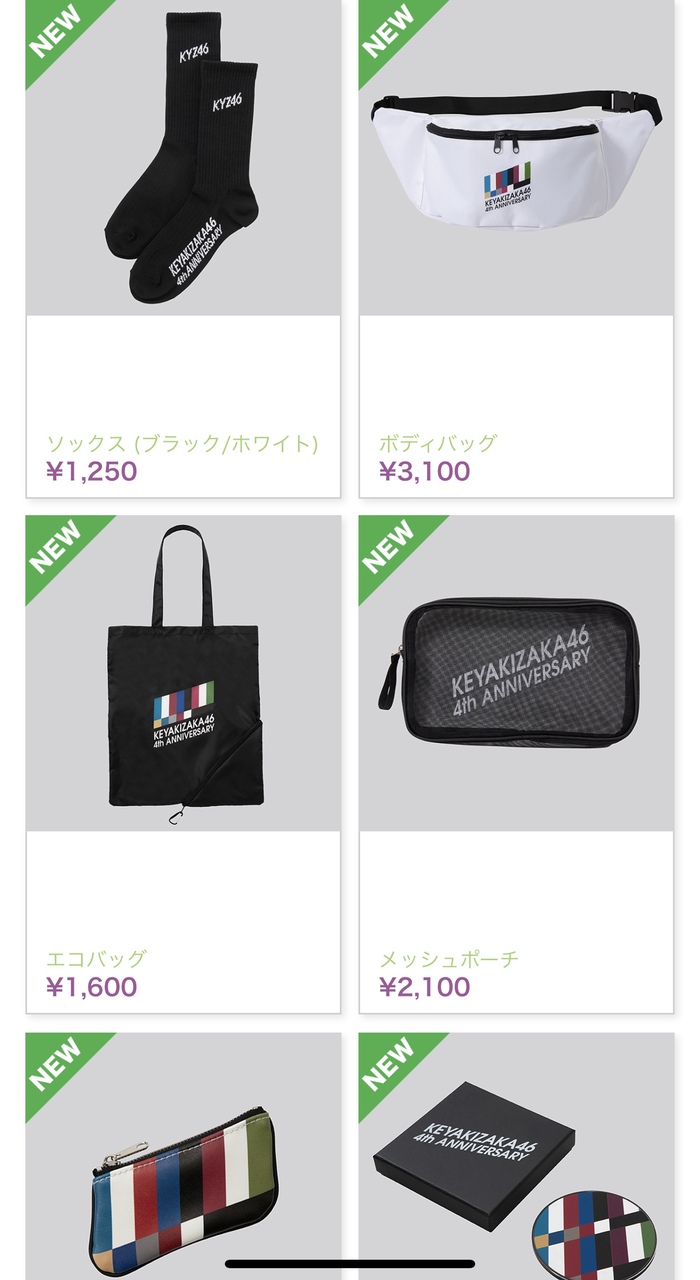 NEW
KYZ46
KYZ46
KEYAKIZAKA46
4th ANNIVERSARY
ソックス (ブラック/ホワイト)
¥1,250
NEW
KEYAKIZAKA46
4th ANNIVERSARY
ボディバッグ
¥3,100
NEW
KEYAKIZAKA46
4th ANNIVERSARY
エコバッグ
¥1,600
NEW
KEYAKIZAKA46
4th ANNIVERSARY
メッシュポーチ
¥2,100
NEW
NEW
KEYAKIZAKA46
4th ANNIVERSARY